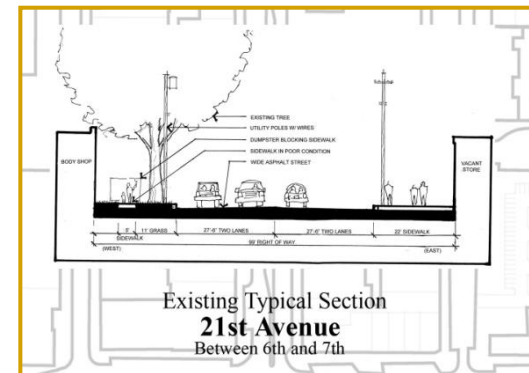 EXISTING TREE
UTILITY POLES W/ WIRES
DUMPSTER BLOCKING SIDEWALK
SIDEWALK IN POOR CONDITION
WIDE ASPHALT STREET
BODY SHOP
VACANT
STORE
5'
11' GRASS
27'-6" TWO LANES
27'-6" TWO LANES
22' SIDEWALK
SIDEWALK
99' RIGHT OF WAY
(WEST)
(EAST)
Existing Typical Section
21st Avenue
Between 6th and 7th